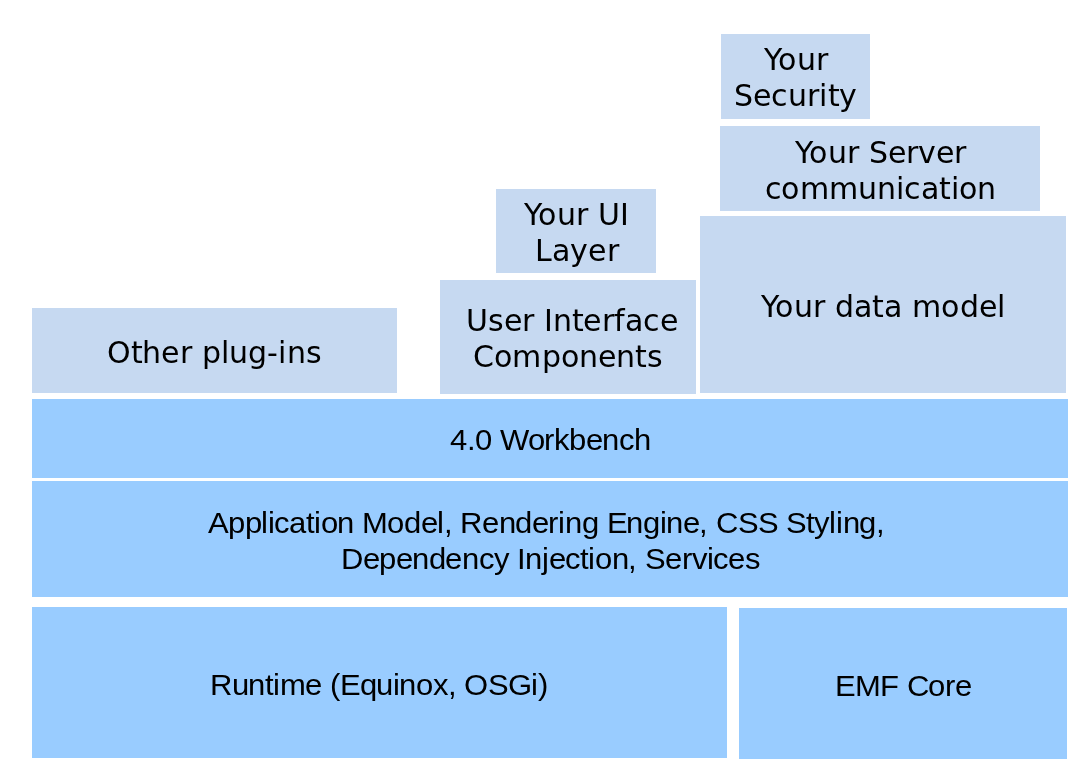 Your
Security
Your Server
communication
Your UI
Layer
Your data model
User Interface
Components
Other plug-ins
4.0 Workbench
Application Model, Rendering Engine, CSS Styling,
Dependency Injection, Services
Runtime (Equinox, OSGi)
EMF Core